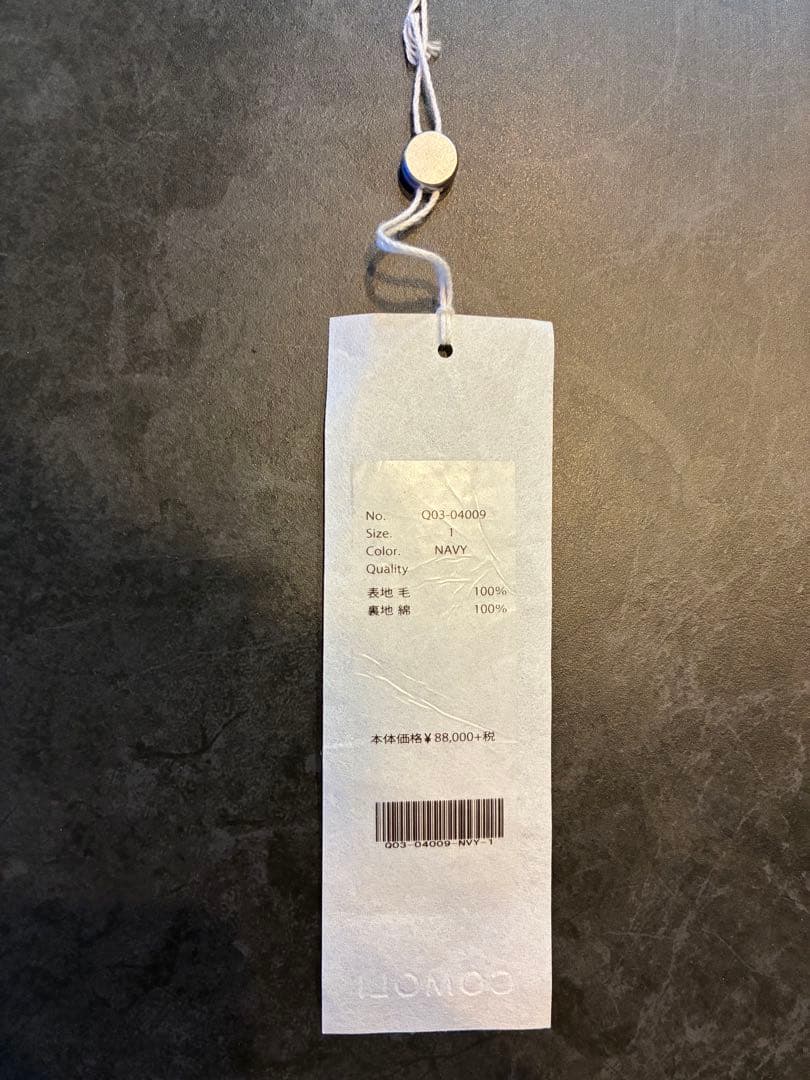 No. Q03-04009
Size. 1
Color. NAVY
Quality
表地 毛 100%
裏地 綿 100%
本体価格¥88,000+税
Q03-04009-NVY-1
COMOLI